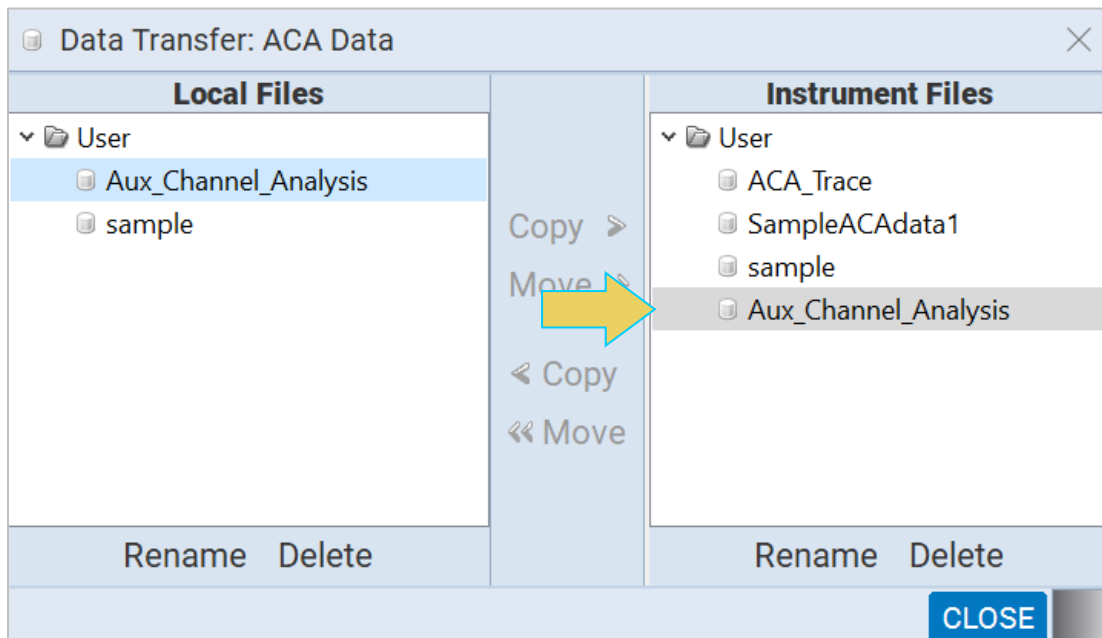 Data Transfer: ACA Data
Local Files
User
Aux_Channel_Analysis
sample
Copy
Move
Copy
Move
Instrument Files
User
ACA_Trace
SampleACAdata1
sample
Aux_Channel_Analysis
Rename Delete
Rename Delete
CLOSE